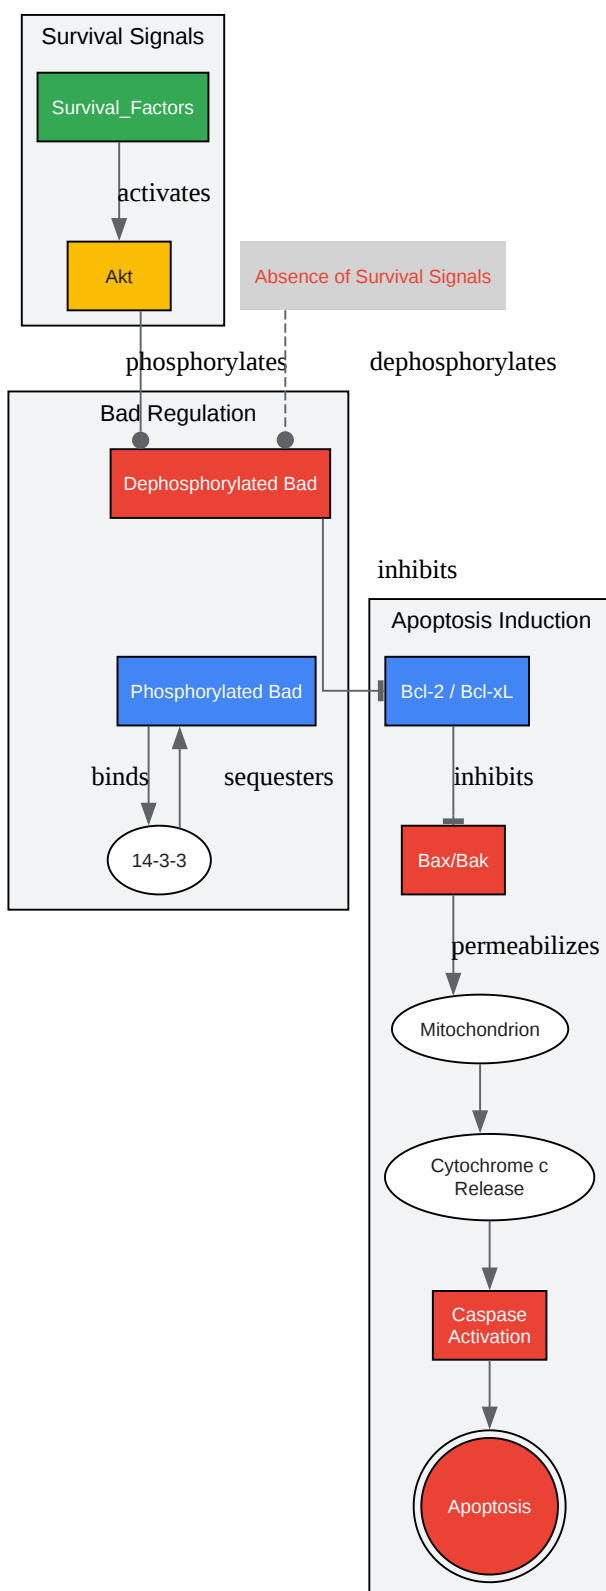 Survival Signals
Survival_Factors
activates
Akt
Absence of Survival Signals
phosphorylates
dephosphorylates
Bad Regulation
Dephosphorylated Bad
inhibits
Apoptosis Induction
Phosphorylated Bad
Bcl-2 / Bcl-xL
binds
sequesters
inhibits
14-3-3
Bax/Bak
permeabilizes
Mitochondrion
Cytochrome c
Release
Caspase
Activation
Apoptosis